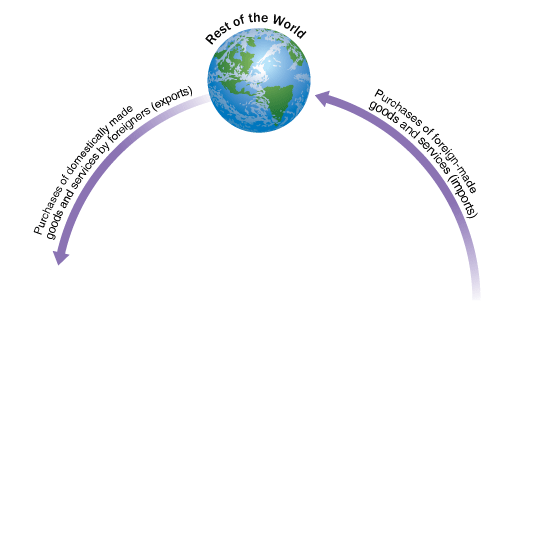 Rest of the World
Purchases of domestically made
goods and services by foreigners (exports)
Purchases of foreign-made
goods and services (imports)